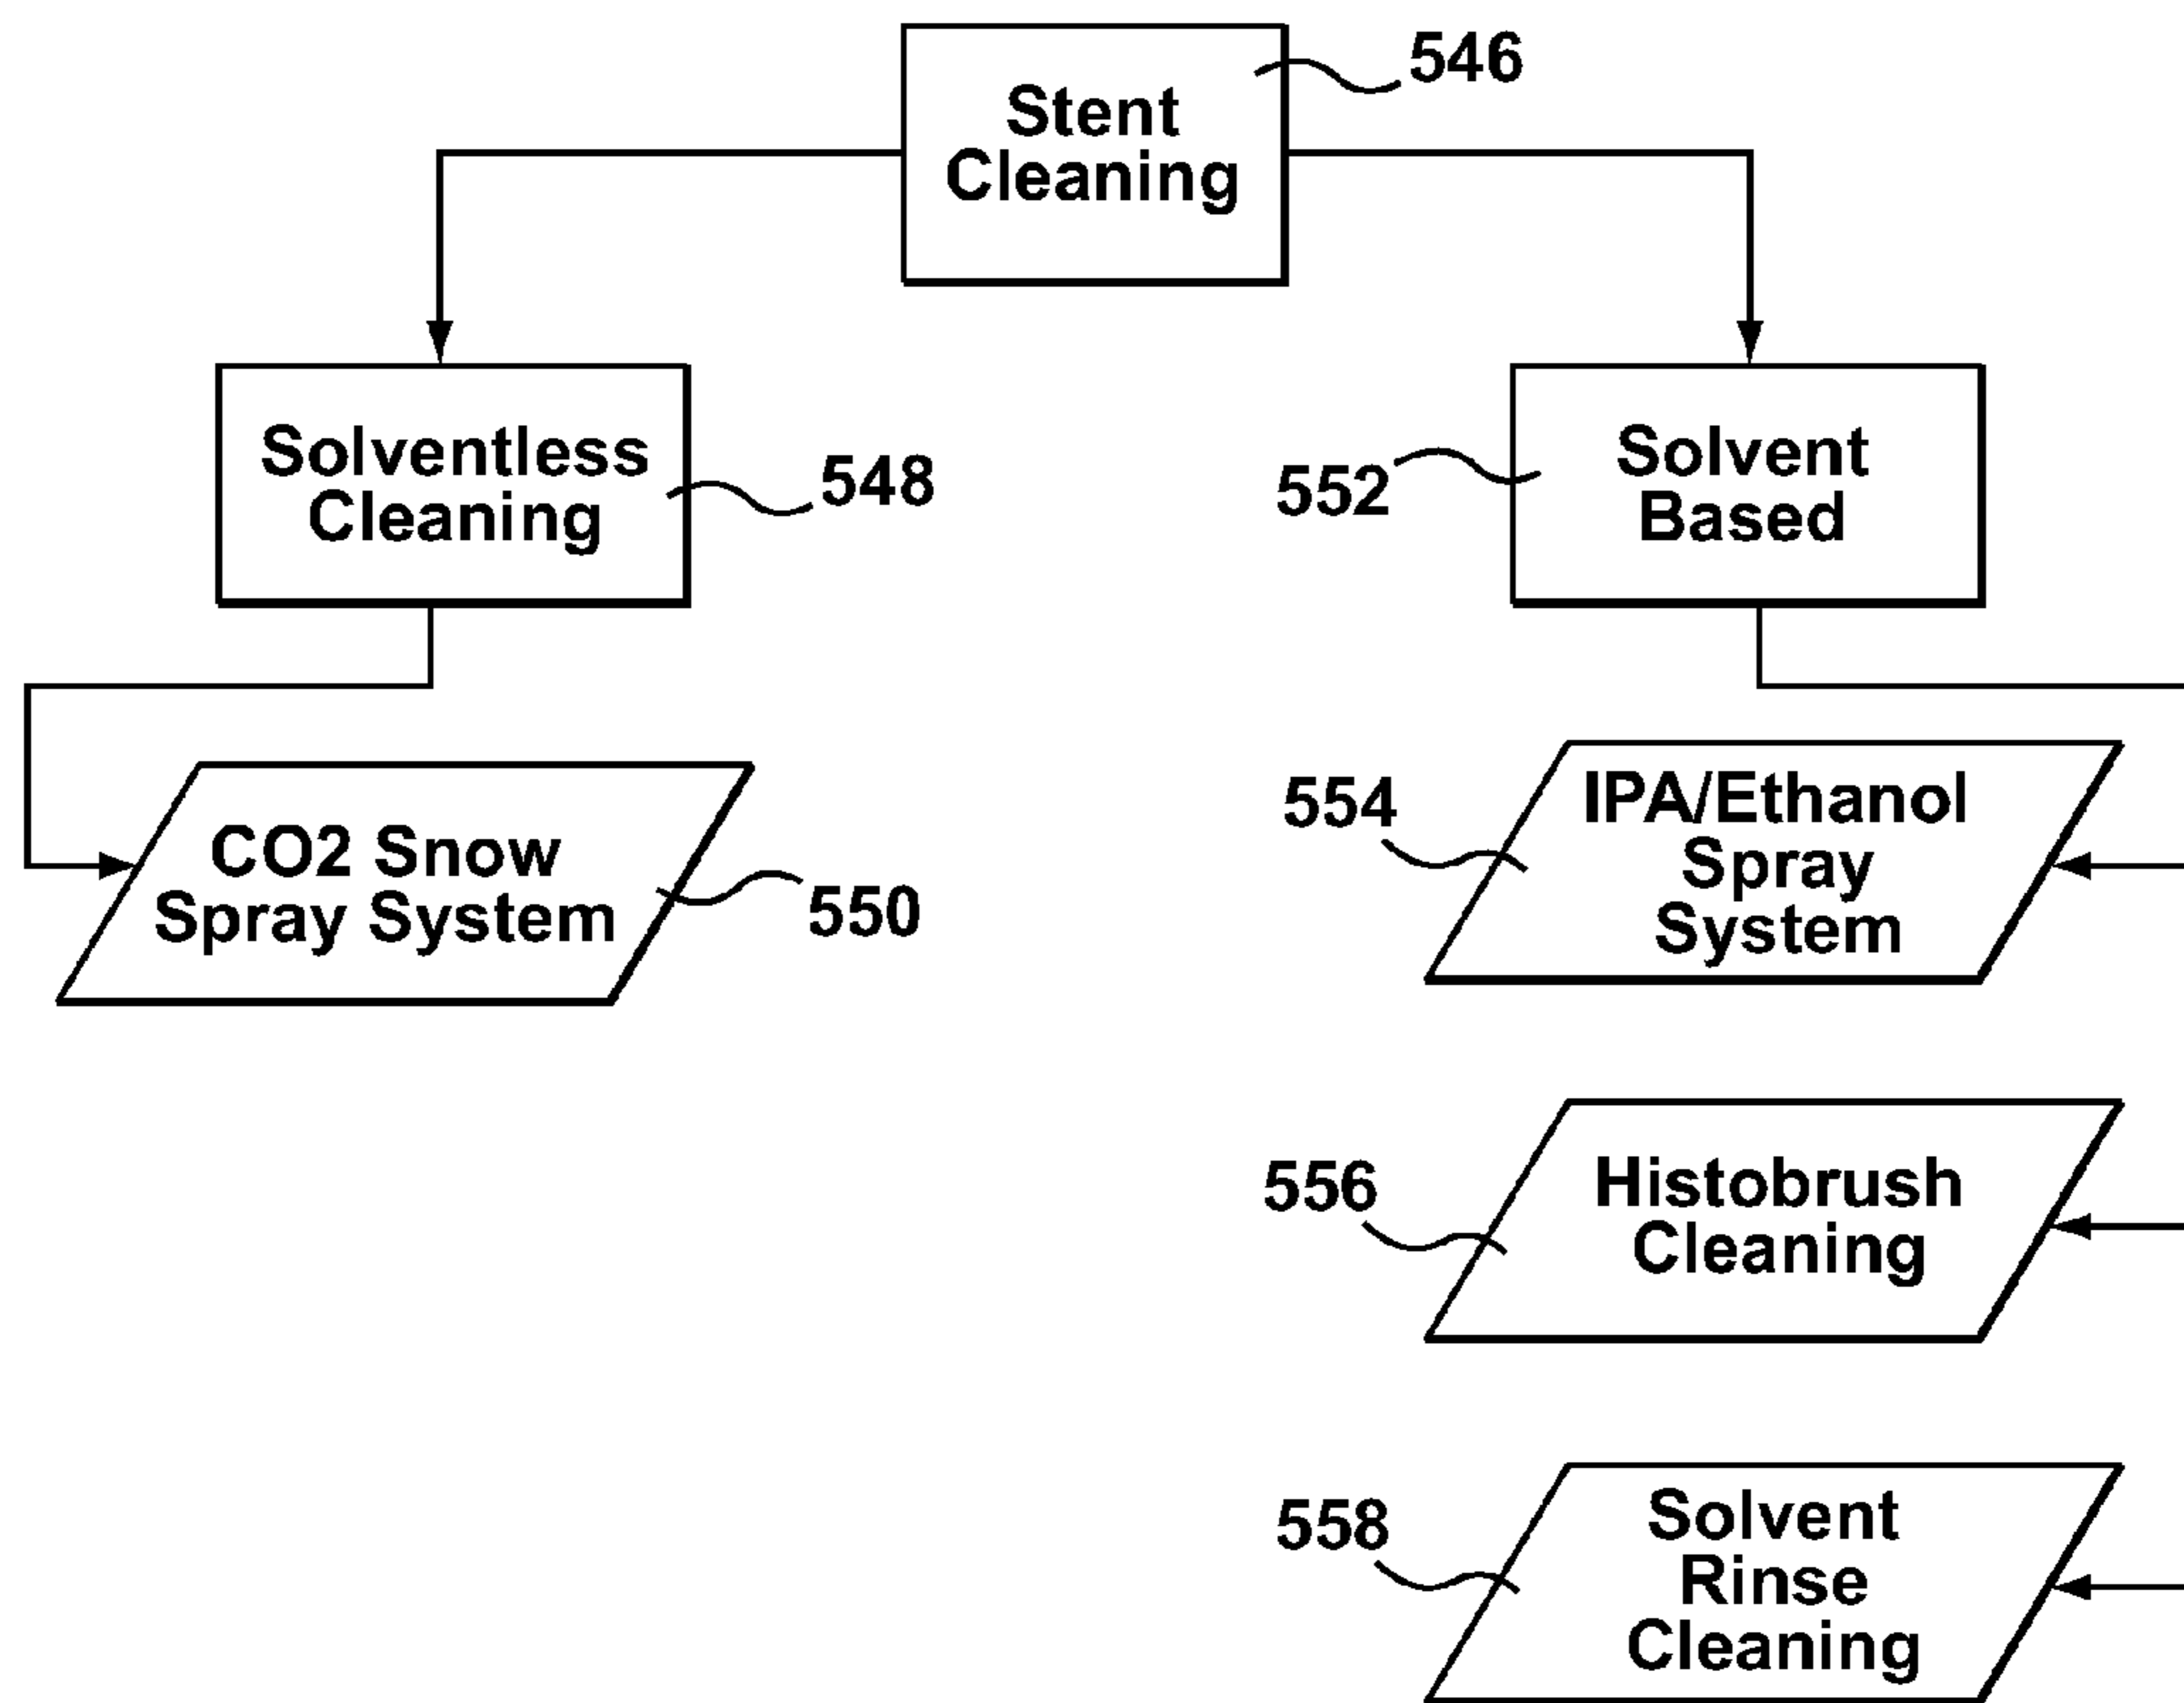 546
Stent
Cleaning
Solventless
Cleaning
548
552
Solvent
Based
CO2 Snow
Spray System
550
554
IPA/Ethanol
Spray
System
556
Histobrush
Cleaning
558
Solvent
Rinse
Cleaning